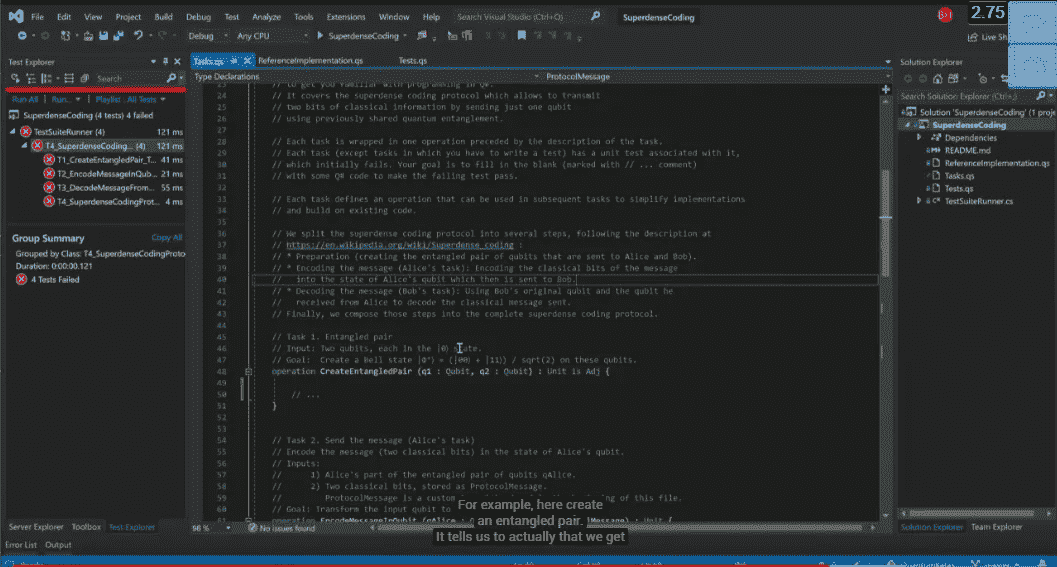 File Edit View Project Build Debug Test Analyze Tools Extensions Window Help Search Visual Studio (Ctrl+Q) SuperdenseCoding
2.75
Debug Any CPU SuperdenseCoding
Live Sh
Test Explorer
Tasks.qs ReferenceImplementation.qs Tests.qs
Solution Explorer
Search
Type Declarations ProtocolMessage
Run All Run... Playlist : All Tests
Search Solution Explorer (Ctrl+;)
SuperdenseCoding (4 tests) 4 failed
TestSuiteRunner (4) 121 ms
T4_SuperdenseCoding... (4) 121 ms
T1_CreateEntangledPair_T... 41 ms
T2_EncodeMessageInQub... 21 ms
T3_DecodeMessageFrom... 55 ms
T4_SuperdenseCodingProt... 4 ms
Group Summary Copy All
Grouped by Class: T4_SuperdenseCodingProto
Duration: 0:00:00.121
4 Tests Failed
// to get you familiar with programming in Q#.
24 // It covers the superdense coding protocol which allows to transmit
25 // two bits of classical information by sending just one qubit
26 // using previously shared quantum entanglement.
27
28 // Each task is wrapped in one operation preceded by the description of the task.
29 // Each task (except tasks in which you have to write a test) has a unit test associated with it,
30 // which initially fails. Your goal is to fill in the blank (marked with // ... comment)
31 // with some Q# code to make the failing test pass.
32
33 // Each task defines an operation that can be used in subsequent tasks to simplify implementations
34 // and build on existing code.
35
36 // We split the superdense coding protocol into several steps, following the description at
37 // https://en.wikipedia.org/wiki/Superdense_coding :
38 // * Preparation (creating the entangled pair of qubits that are sent to Alice and Bob).
39 // * Encoding the message (Alice's task): Encoding the classical bits of the message
40 // into the state of Alice's qubit which then is sent to Bob.
41 // * Decoding the message (Bob's task): Using Bob's original qubit and the qubit he
42 // received from Alice to decode the classical message sent.
43 // Finally, we compose those steps into the complete superdense coding protocol.
44
45 // Task 1. Entangled pair
46 // Input: Two qubits, each in the |0⟩ state.
47 // Goal: Create a Bell state |Φ⁺⟩ = (|00⟩ + |11⟩) / sqrt(2) on these qubits.
48 operation CreateEntangledPair (q1 : Qubit, q2 : Qubit) : Unit is Adj {
49
50 // ...
51 }
52
53
54 // Task 2. Send the message (Alice's task)
55 // Encode the message (two classical bits) in the state of Alice's qubit.
56 // Inputs:
57 // 1) Alice's part of the entangled pair of qubits qAlice.
58 // 2) Two classical bits, stored as ProtocolMessage.
59 // ProtocolMessage is a custom of this file.
60 // Goal: Transform the input qubit to
Solution 'SuperdenseCoding' (1 proj
SuperdenseCoding
Dependencies
README.md
ReferenceImplementation.qs
Tasks.qs
Tests.qs
TestSuiteRunner.cs
For example, here create
an entangled pair.
It tells us to actually that we get
Server Explorer Toolbox Test Explorer
No issues found
Solution Explorer Team Explorer
Error List Output